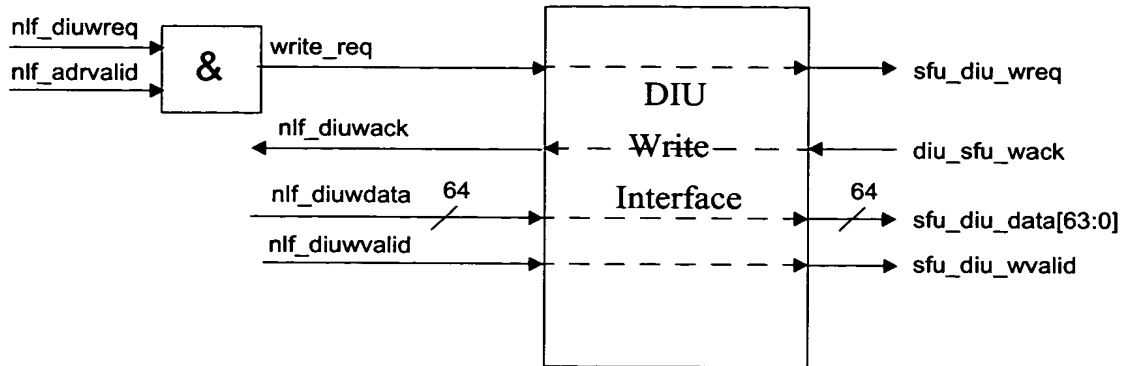 nlf_diuwreq
nlf_adrvalid
&
write_req
DIU
sfu_diu_wreq
nlf_diuwack
Write
diu_sfu_wack
nlf_diuwdata
64
Interface
64
sfu_diu_data[63:0]
nlf_diuwvalid
sfu_diu_wvalid